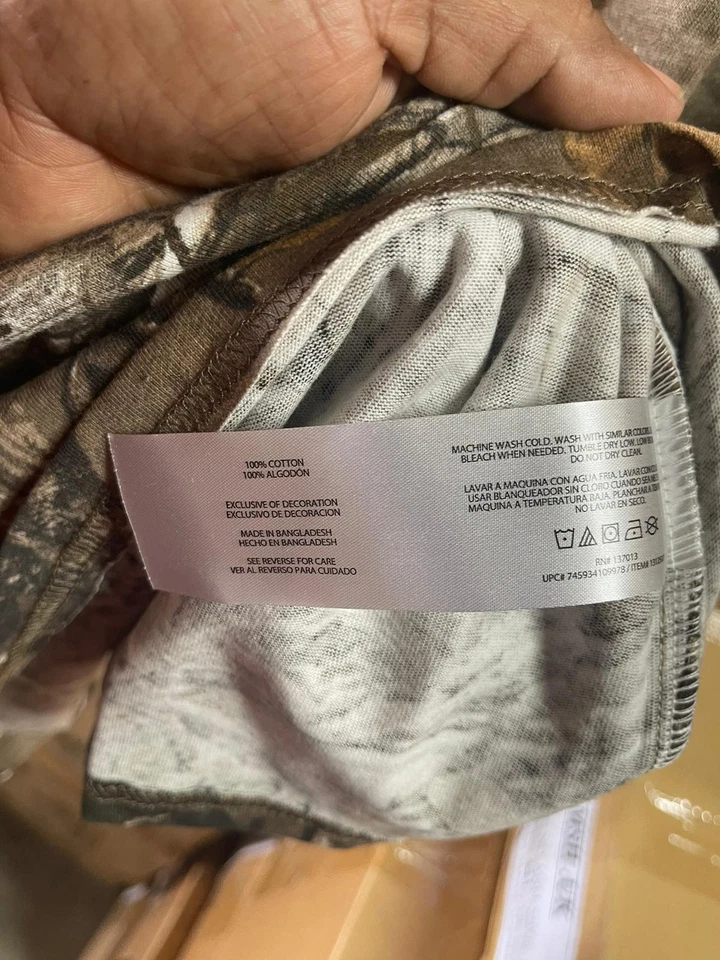 100% COTTON
100% ALGODÓN
EXCLUSIVE OF DECORATION
EXCLUSIVO DE DECORACION
MADE IN BANGLADESH
HECHO EN BANGLADESH
SEE REVERSE FOR CARE
VER AL REVERSO PARA CUIDADO
MACHINE WASH COLD. WASH WITH SIMILAR
BLEACH WHEN NEEDED. TUMBLE DRY LOW. LOW
DO NOT DRY CLEAN.
LAVAR A MAQUINA CON AGUA FRIA. LAVAR CON
USAR BLANQUEADOR SIN CLORO CUANDO SEA
MAQUINA A TEMPERATURA BAJA. PLANCHAR A
NO LAVAR EN SECO.
RN# 137013
UPC# 745934109978 / ITEM#